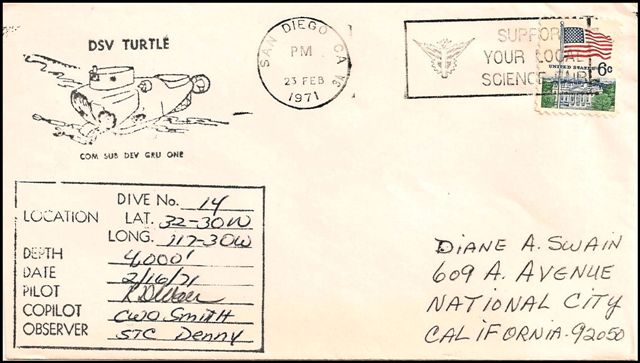 DSV TURTLE
COM SUB DEV GRU ONE
SAN DIEGO CA
PM
23 FEB
1971
SUPPORT
YOUR LOCAL
SCIENCE FAIR
UNITED STATES
6c
DIVE No. 14
LOCATION LAT. 32-30N
LONG. 117-30W
DEPTH 4,000'
DATE 2/16/71
PILOT
COPILOT CWO Smith
OBSERVER STC Denny
DIANE A. SWAIN
609 A. AVENUE
NATIONAL CITY
CALIFORNIA-92050